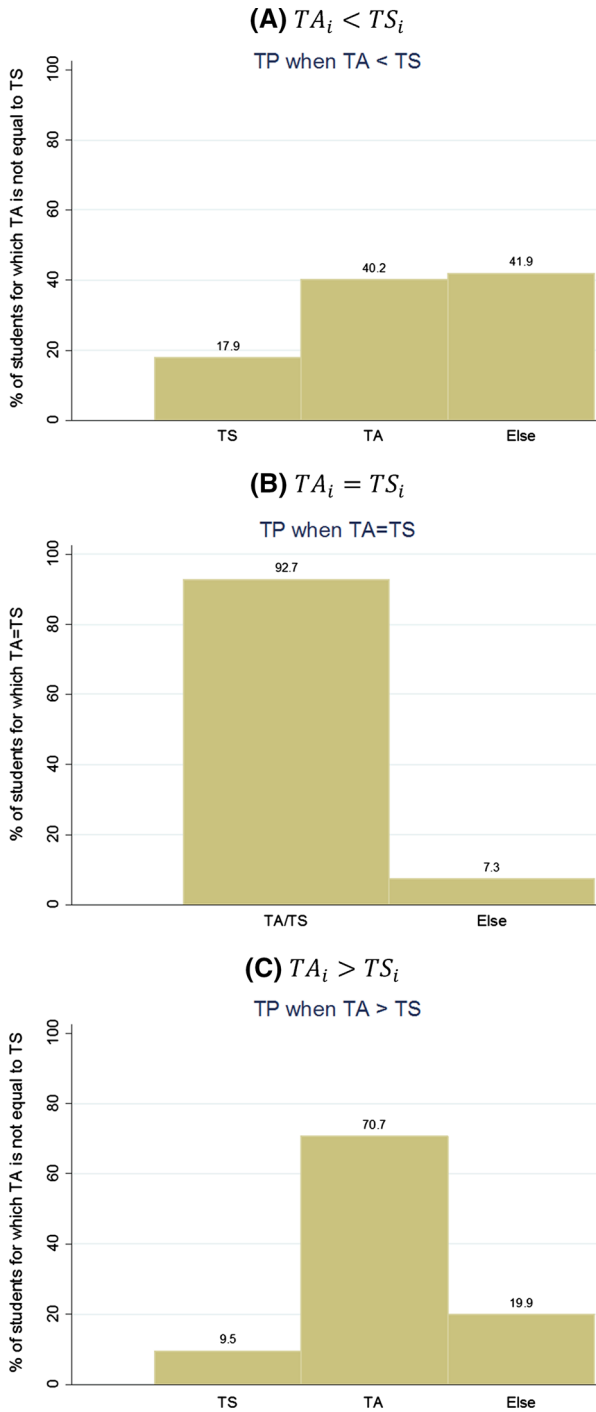 (A) TAᵢ < TSᵢ
TP when TA < TS
% of students for which TA is not equal to TS
100
80
60
40
20
0
17.9
40.2
41.9
TS TA Else
(B) TAᵢ = TSᵢ
TP when TA=TS
% of students for which TA=TS
100
80
60
40
20
0
92.7
7.3
TA/TS Else
(C) TAᵢ > TSᵢ
TP when TA > TS
% of students for which TA is not equal to TS
100
80
60
40
20
0
9.5
70.7
19.9
TS TA Else